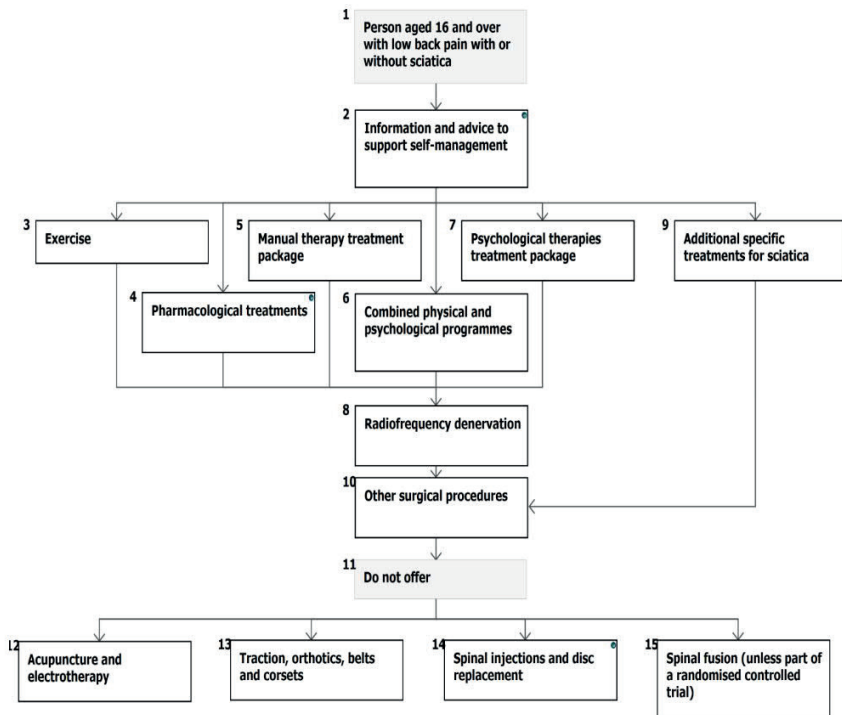 1
Person aged 16 and over
with low back pain with or
without sciatica
2
Information and advice to
support self-management
3
Exercise
4
Pharmacological treatments
5
Manual therapy treatment
package
6
Combined physical and
psychological programmes
7
Psychological therapies
treatment package
9
Additional specific
treatments for sciatica
8
Radiofrequency denervation
10
Other surgical procedures
11
Do not offer
12
Acupuncture and
electrotherapy
13
Traction, orthotics, belts
and corsets
14
Spinal injections and disc
replacement
15
Spinal fusion (unless part of
a randomised controlled
trial)